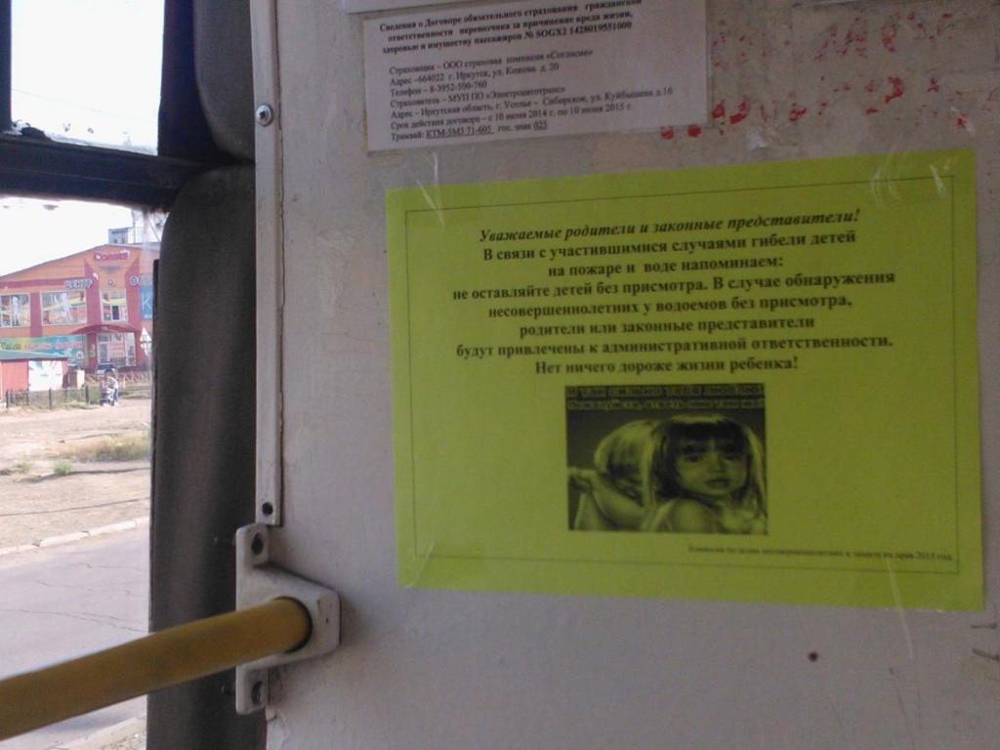 Сведения о Договоре обязательного страхования гражданской
ответственности перевозчика за причинение вреда жизни,
здоровью и имуществу пассажиров № SOGX2 1428019551000
Страховщик – ООО страховая компания «Согласие»
Адрес –664022 г. Иркутск, ул. Кожова д. 20
Телефон – 8-3952-500-760
Страхователь – МУП ПО «Электроавтотранс»
Адрес - Иркутская область, г. Усолье - Сибирское, ул. Куйбышева д.16
Срок действия договора – с 10 июня 2014 г. по 10 июня 2015 г.
Трамвай: КТМ-5М3 71-605 гос. знак 025
Уважаемые родители и законные представители!
В связи с участившимися случаями гибели детей
на пожаре и воде напоминаем:
не оставляйте детей без присмотра. В случае обнаружения
несовершеннолетних у водоемов без присмотра,
родители или законные представители
будут привлечены к административной ответственности.
Нет ничего дороже жизни ребенка!
Комиссия по делам несовершеннолетних и защите их прав 2013 год
ЦЕНТР